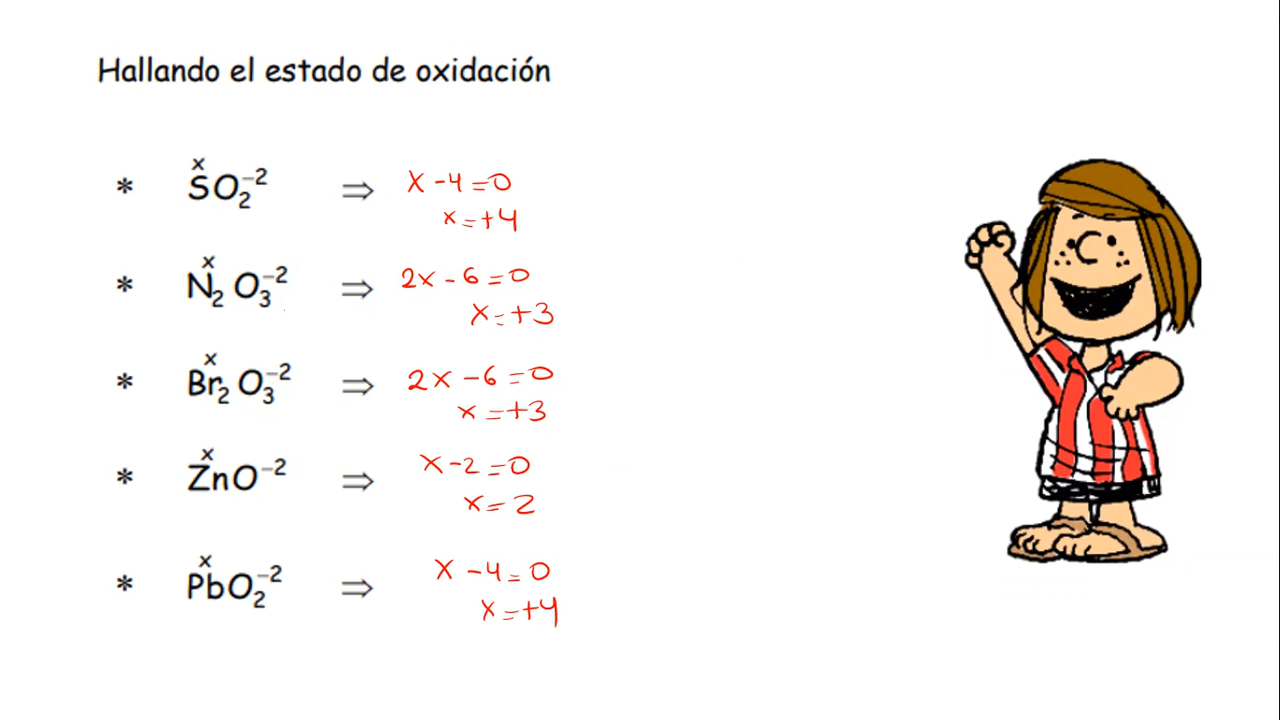 Hallando el estado de oxidación
* x SO₂⁻² ⇒ x - 4 = 0
x = +4
* x N₂O₃⁻² ⇒ 2x - 6 = 0
x = +3
* x Br₂O₃⁻² ⇒ 2x - 6 = 0
x = +3
* x ZnO⁻² ⇒ x - 2 = 0
x = 2
* x PbO₂⁻² ⇒ x - 4 = 0
x = +4